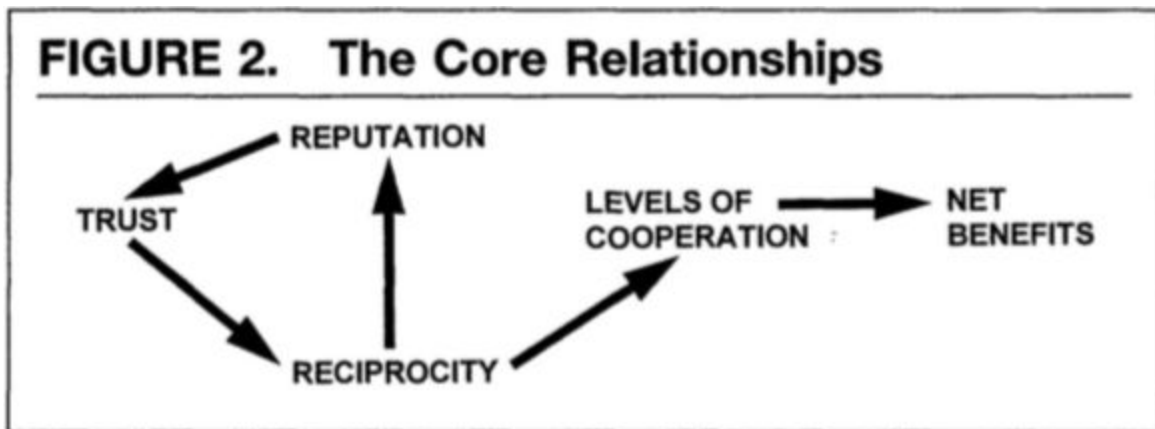 FIGURE 2. The Core Relationships
REPUTATION
TRUST
LEVELS OF
COOPERATION
NET
BENEFITS
RECIPROCITY